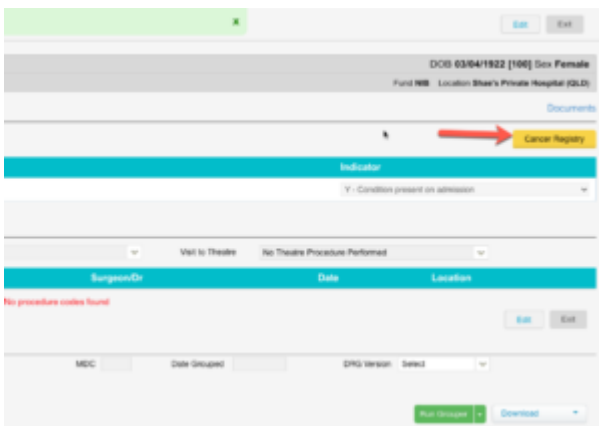 ×
Edit Exit
DOB 03/04/1922 [100] Sex Female
Fund NIB Location Shae's Private Hospital (QLD)
Documents
Cancer Registry
Indicator
Y - Condition present on admission
Visit to Theatre No Theatre Procedure Performed
Surgeon/Dr Date Location
No procedure codes found
Edit Exit
MDC Date Grouped DRG Version Select
Run Grouper Download